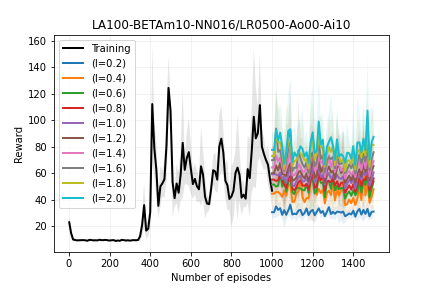 LA100-BETAm10-NN016/LR0500-Ao00-Ai10
Reward
160
140
120
100
80
60
40
20
Training
(l=0.2)
(l=0.4)
(l=0.6)
(l=0.8)
(l=1.0)
(l=1.2)
(l=1.4)
(l=1.6)
(l=1.8)
(l=2.0)
0 200 400 600 800 1000 1200 1400
Number of episodes